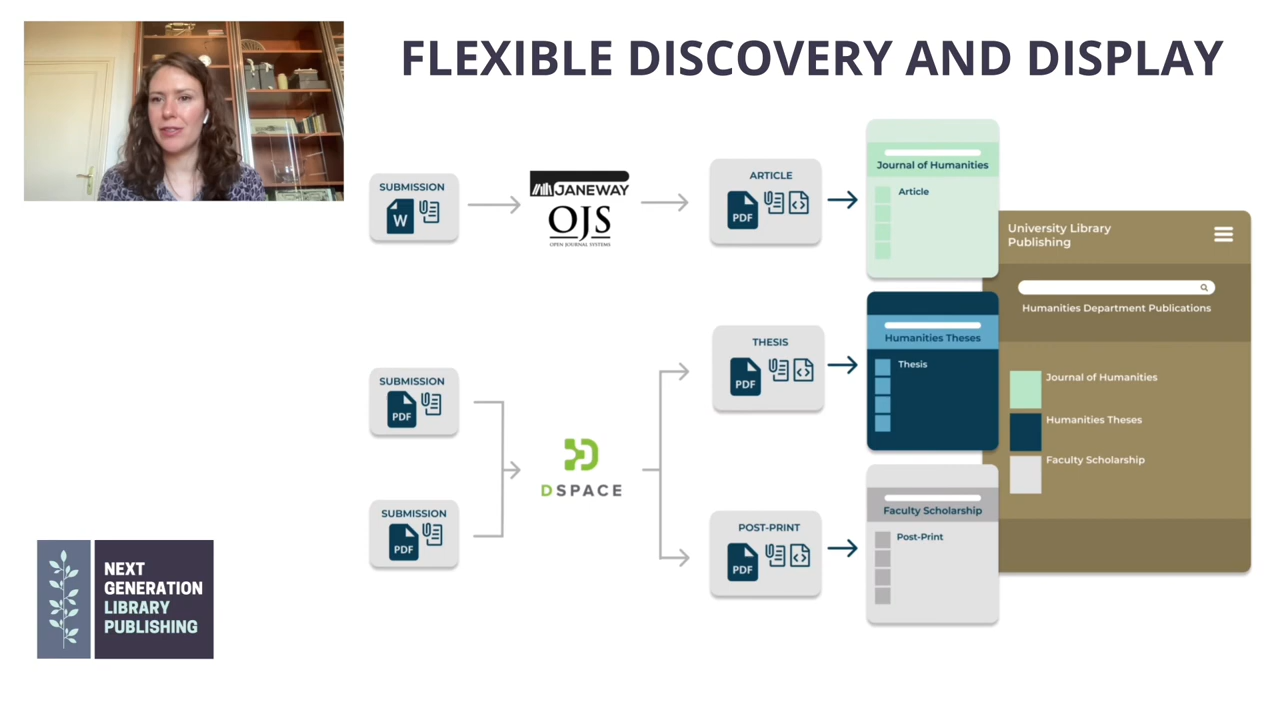 FLEXIBLE DISCOVERY AND DISPLAY
SUBMISSION
W
JANEWAY
OJS
OPEN JOURNAL SYSTEMS
ARTICLE
PDF
Journal of Humanities
Article
University Library
Publishing
Humanities Department Publications
Journal of Humanities
Humanities Theses
Faculty Scholarship
SUBMISSION
PDF
SUBMISSION
PDF
DSPACE
THESIS
PDF
Humanities Theses
Thesis
POST-PRINT
PDF
Faculty Scholarship
Post-Print
NEXT
GENERATION
LIBRARY
PUBLISHING